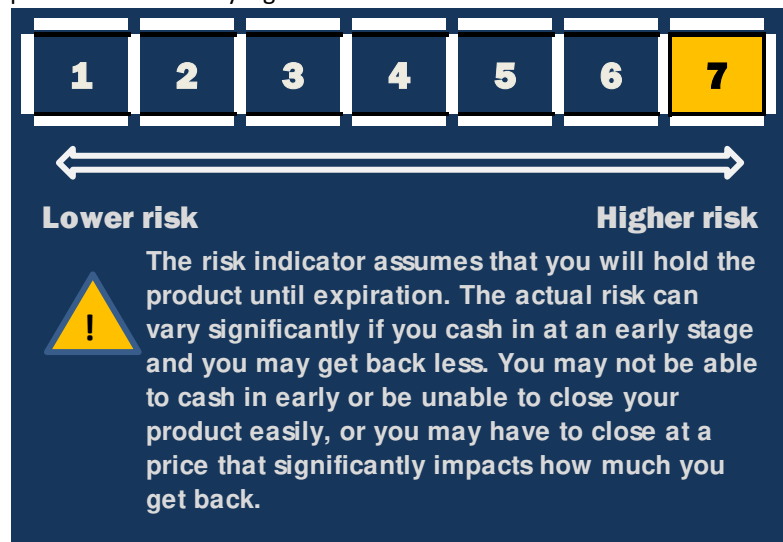 1 2 3 4 5 6 7
Lower risk Higher risk
!
The risk indicator assumes that you will hold the
product until expiration. The actual risk can
vary significantly if you cash in at an early stage
and you may get back less. You may not be able
to cash in early or be unable to close your
product easily, or you may have to close at a
price that significantly impacts how much you
get back.